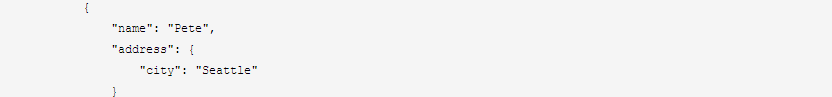 {
"name": "Pete",
"address": {
"city": "Seattle"
}